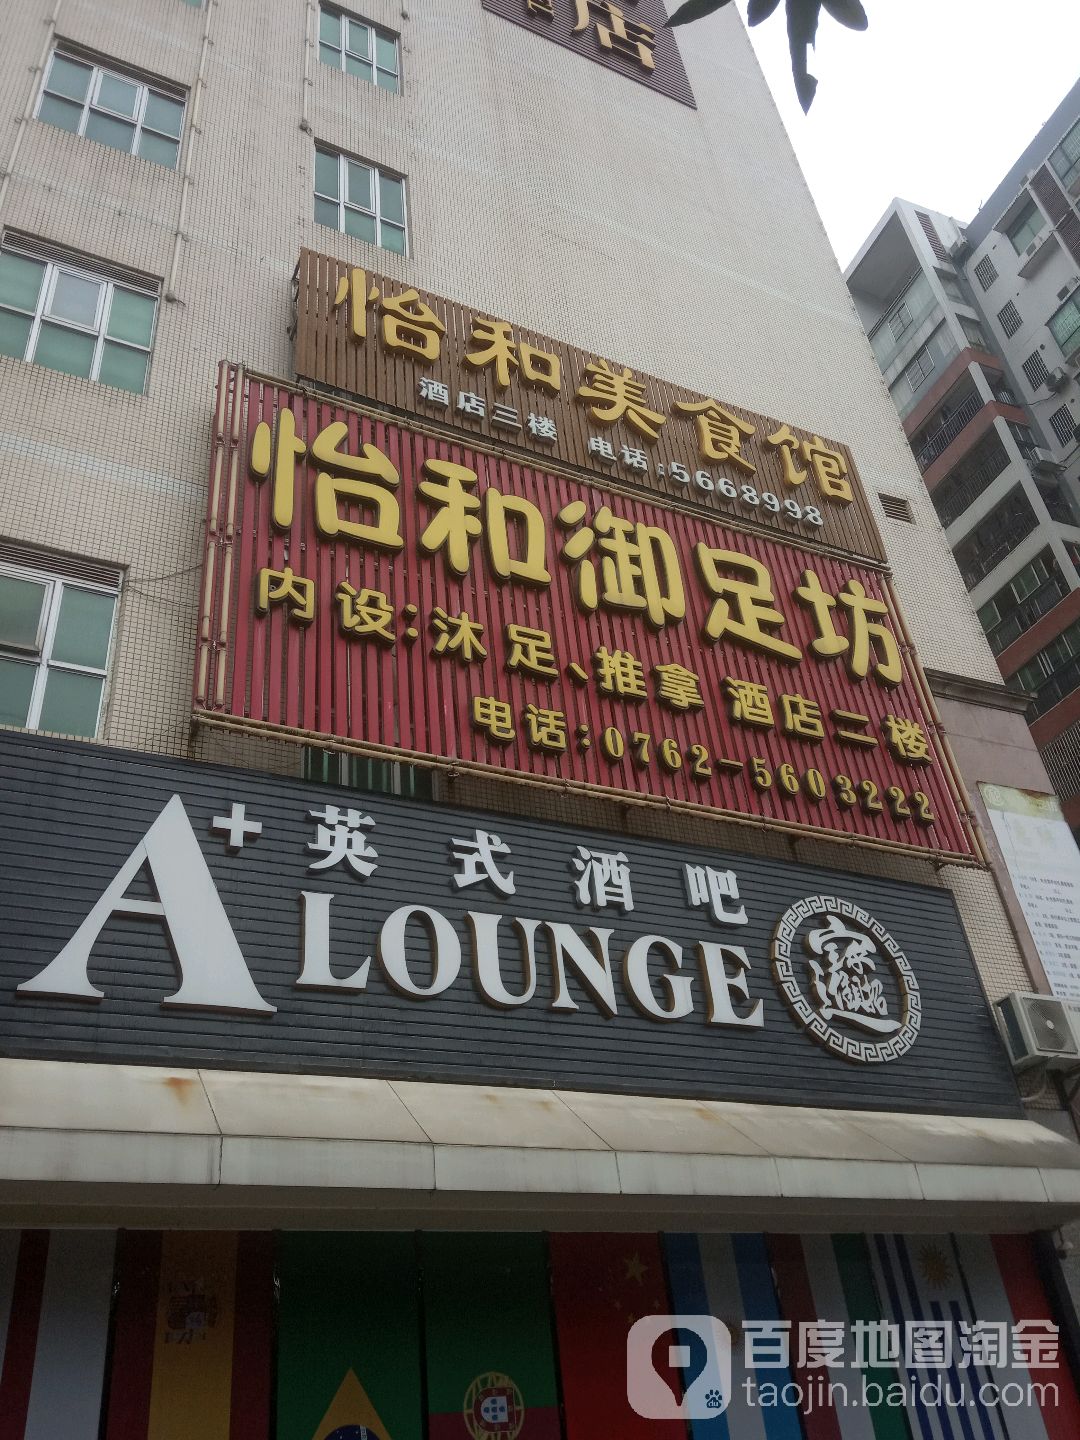 店
怡和美食馆
酒店三楼 电话:5668998
怡和御足坊
内设:沐足、推拿 酒店二楼
电话:0762-5603222
A+ 英式酒吧
LOUNGE
百度地图淘金
taojin.baidu.com